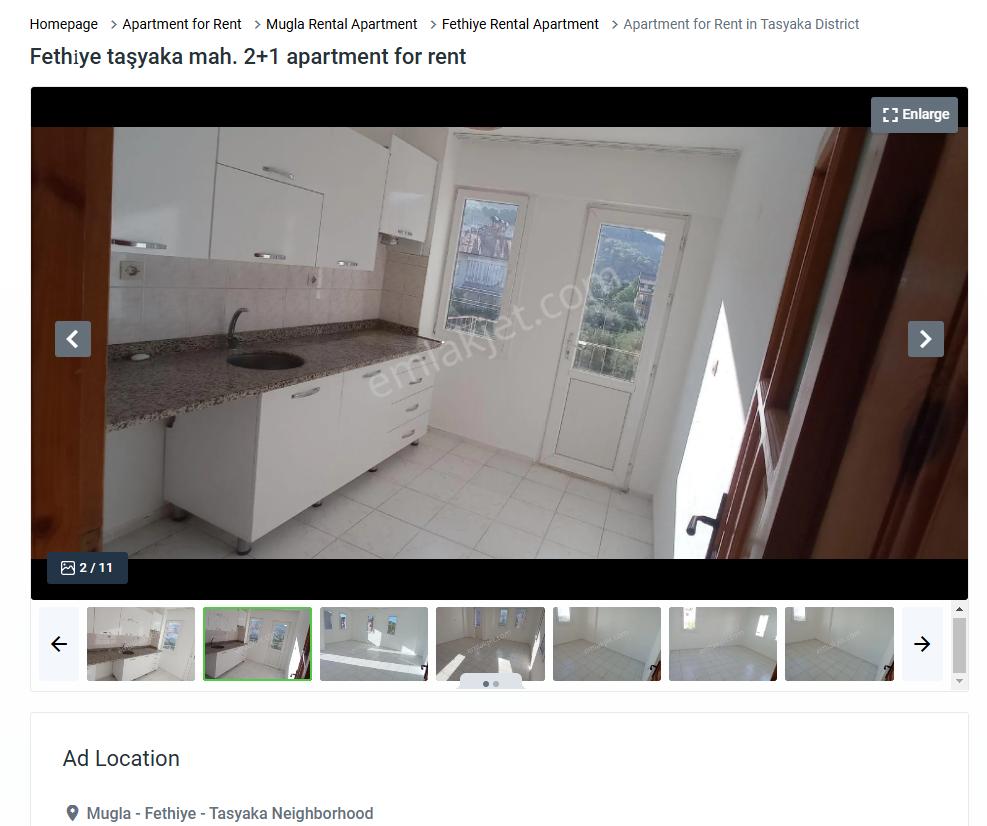 Homepage > Apartment for Rent > Mugla Rental Apartment > Fethiye Rental Apartment > Apartment for Rent in Tasyaka District
Fethiye taşyaka mah. 2+1 apartment for rent
Enlarge
emlakjet.com
2 / 11
Ad Location
Mugla - Fethiye - Tasyaka Neighborhood